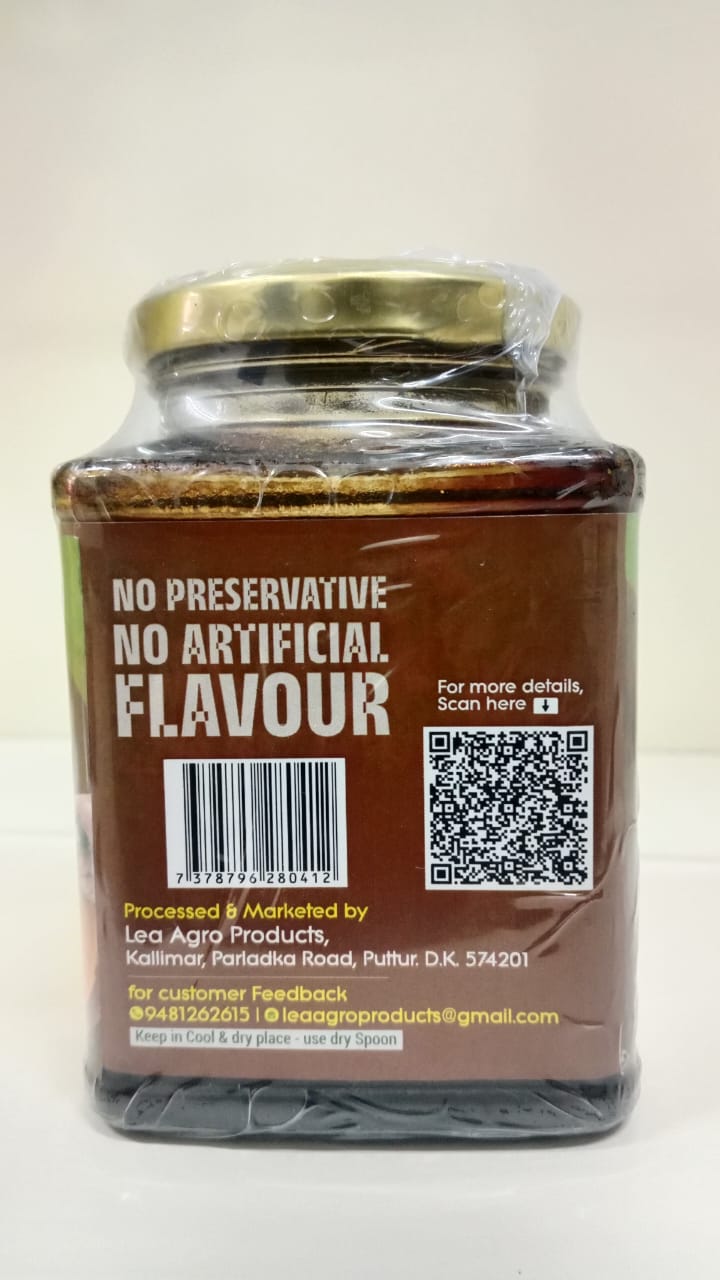 NO PRESERVATIVE
NO ARTIFICIAL
FLAVOUR
For more details,
Scan here
7 378796 280412
Processed & Marketed by
Lea Agro Products,
Kallimar, Parladka Road, Puttur. D.K. 574201
for customer Feedback
9481262615 | leaagroproducts@gmail.com
Keep in Cool & dry place - use dry Spoon